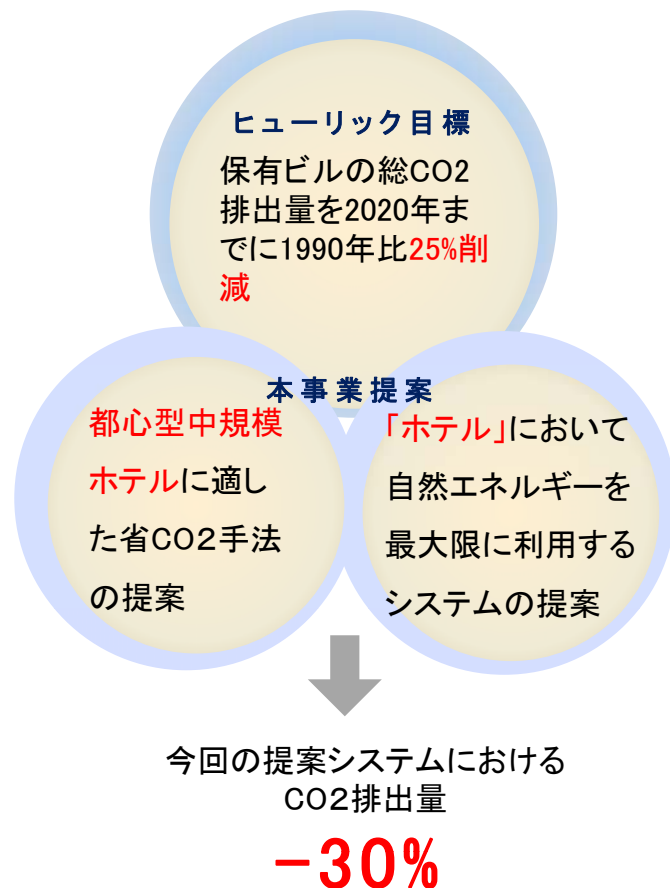 ヒューリック目標
保有ビルの総CO2
排出量を2020年ま
でに1990年比25%削
減
本事業提案
都心型中規模
ホテルに適し
た省CO2手法
の提案
「ホテル」において
自然エネルギーを
最大限に利用する
システムの提案
今回の提案システムにおける
CO2排出量
－30%